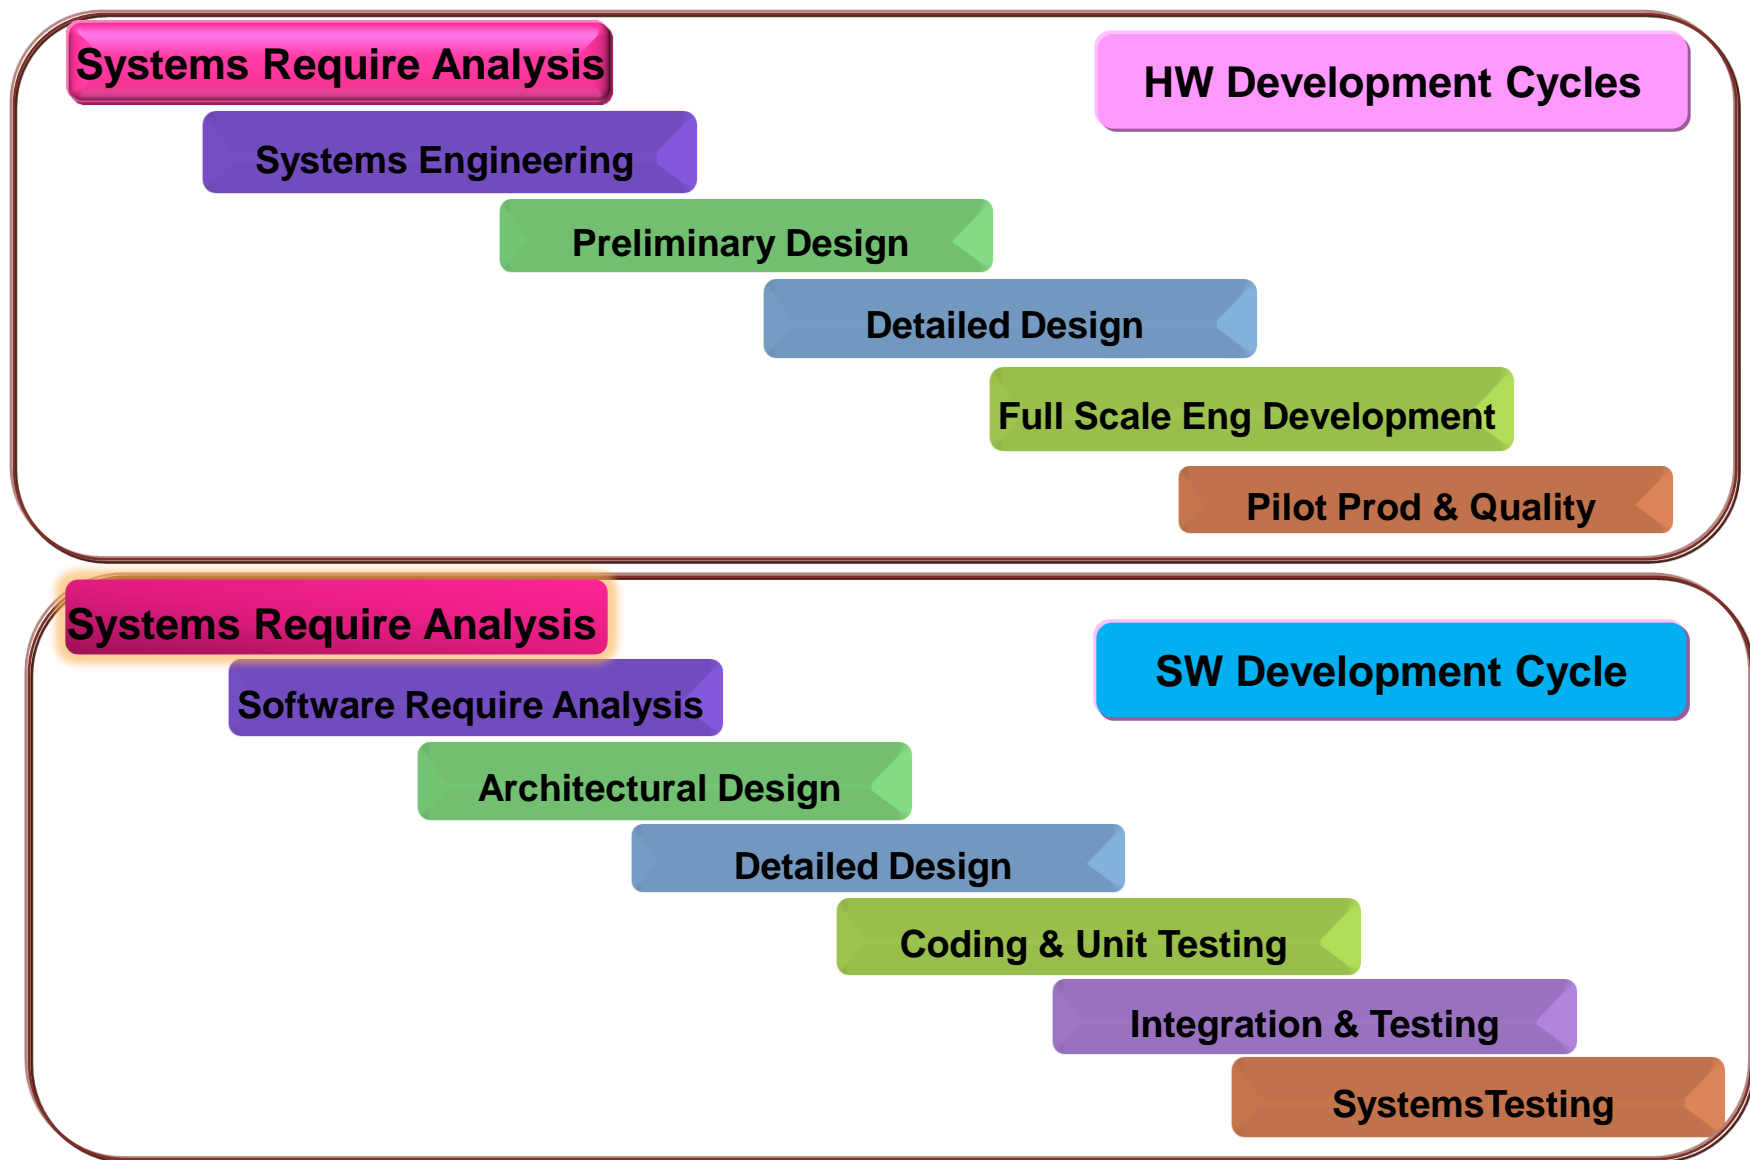 Systems Require Analysis
HW Development Cycles
Systems Engineering
Preliminary Design
Detailed Design
Full Scale Eng Development
Pilot Prod & Quality
Systems Require Analysis
SW Development Cycle
Software Require Analysis
Architectural Design
Detailed Design
Coding & Unit Testing
Integration & Testing
SystemsTesting